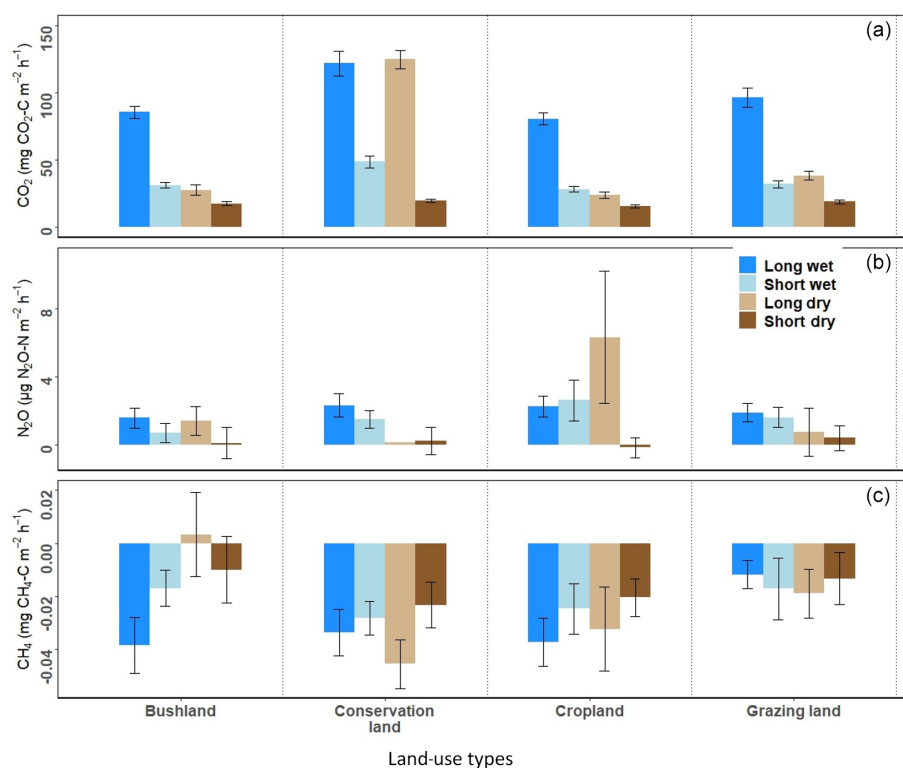 (a)
CO₂ (mg CO₂-C m⁻² h⁻¹)
150
100
50
0
(b)
N₂O (µg N₂O-N m⁻² h⁻¹)
8
4
0
Long wet
Short wet
Long dry
Short dry
(c)
CH₄ (mg CH₄-C m⁻² h⁻¹)
0.02
0.00
-0.02
-0.04
Bushland
Conservation
land
Cropland
Grazing land
Land-use types